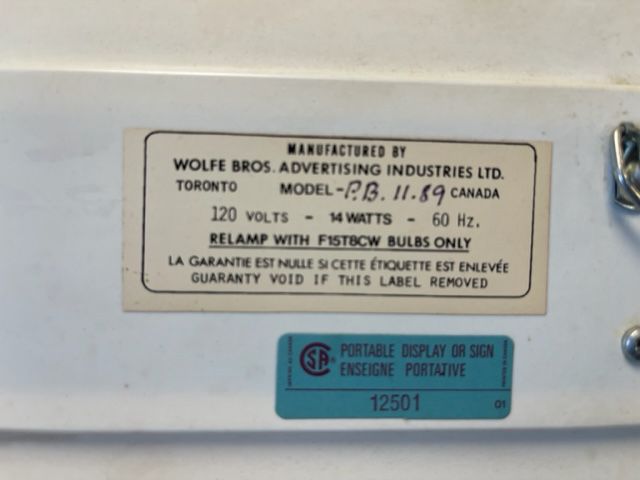 MANUFACTURED BY
WOLFE BROS. ADVERTISING INDUSTRIES LTD.
TORONTO MODEL-P.B. 11.89 CANADA
120 VOLTS - 14 WATTS - 60 Hz.
RELAMP WITH F15T8CW BULBS ONLY
LA GARANTIE EST NULLE SI CETTE ÉTIQUETTE EST ENLEVÉE
GUARANTY VOID IF THIS LABEL REMOVED
CSA PORTABLE DISPLAY OR SIGN
ENSEIGNE PORTATIVE
12501 01